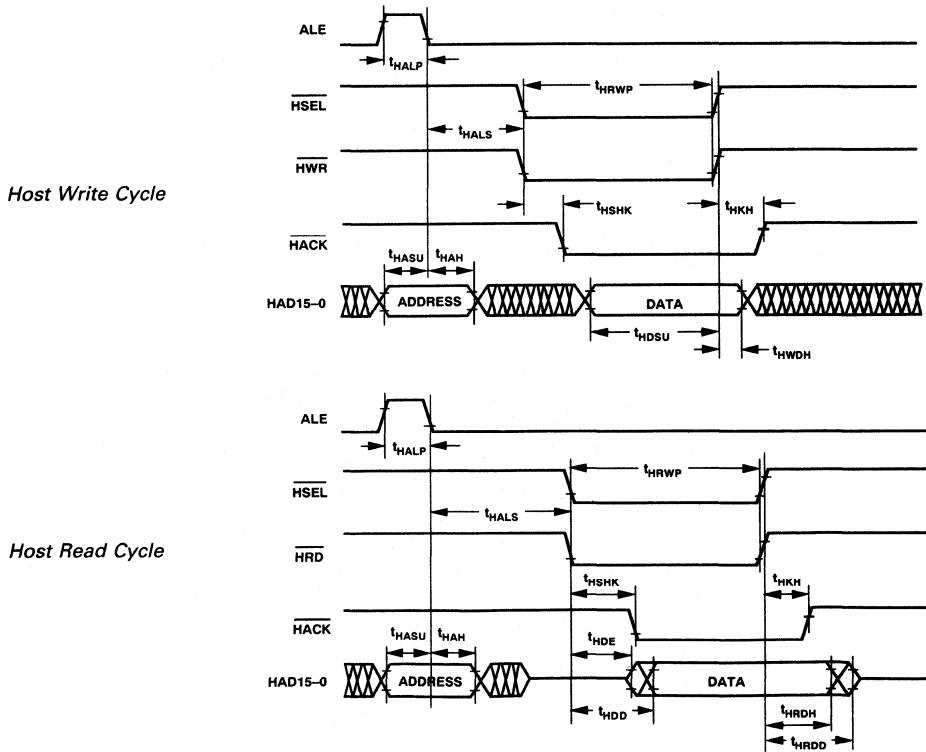 ALE
tHALP
HSEL
tHRWP
tHALS
HWR
Host Write Cycle
tHSHK
tHKH
HACK
tHASU tHAH
HAD15–0 ADDRESS DATA
tHDSU
tHWDH
ALE
tHALP
HSEL
tHRWP
tHALS
Host Read Cycle
HRD
tHSHK
tHKH
HACK
tHASU tHAH
tHDE
HAD15–0 ADDRESS DATA
tHDD
tHRDH
tHRDD